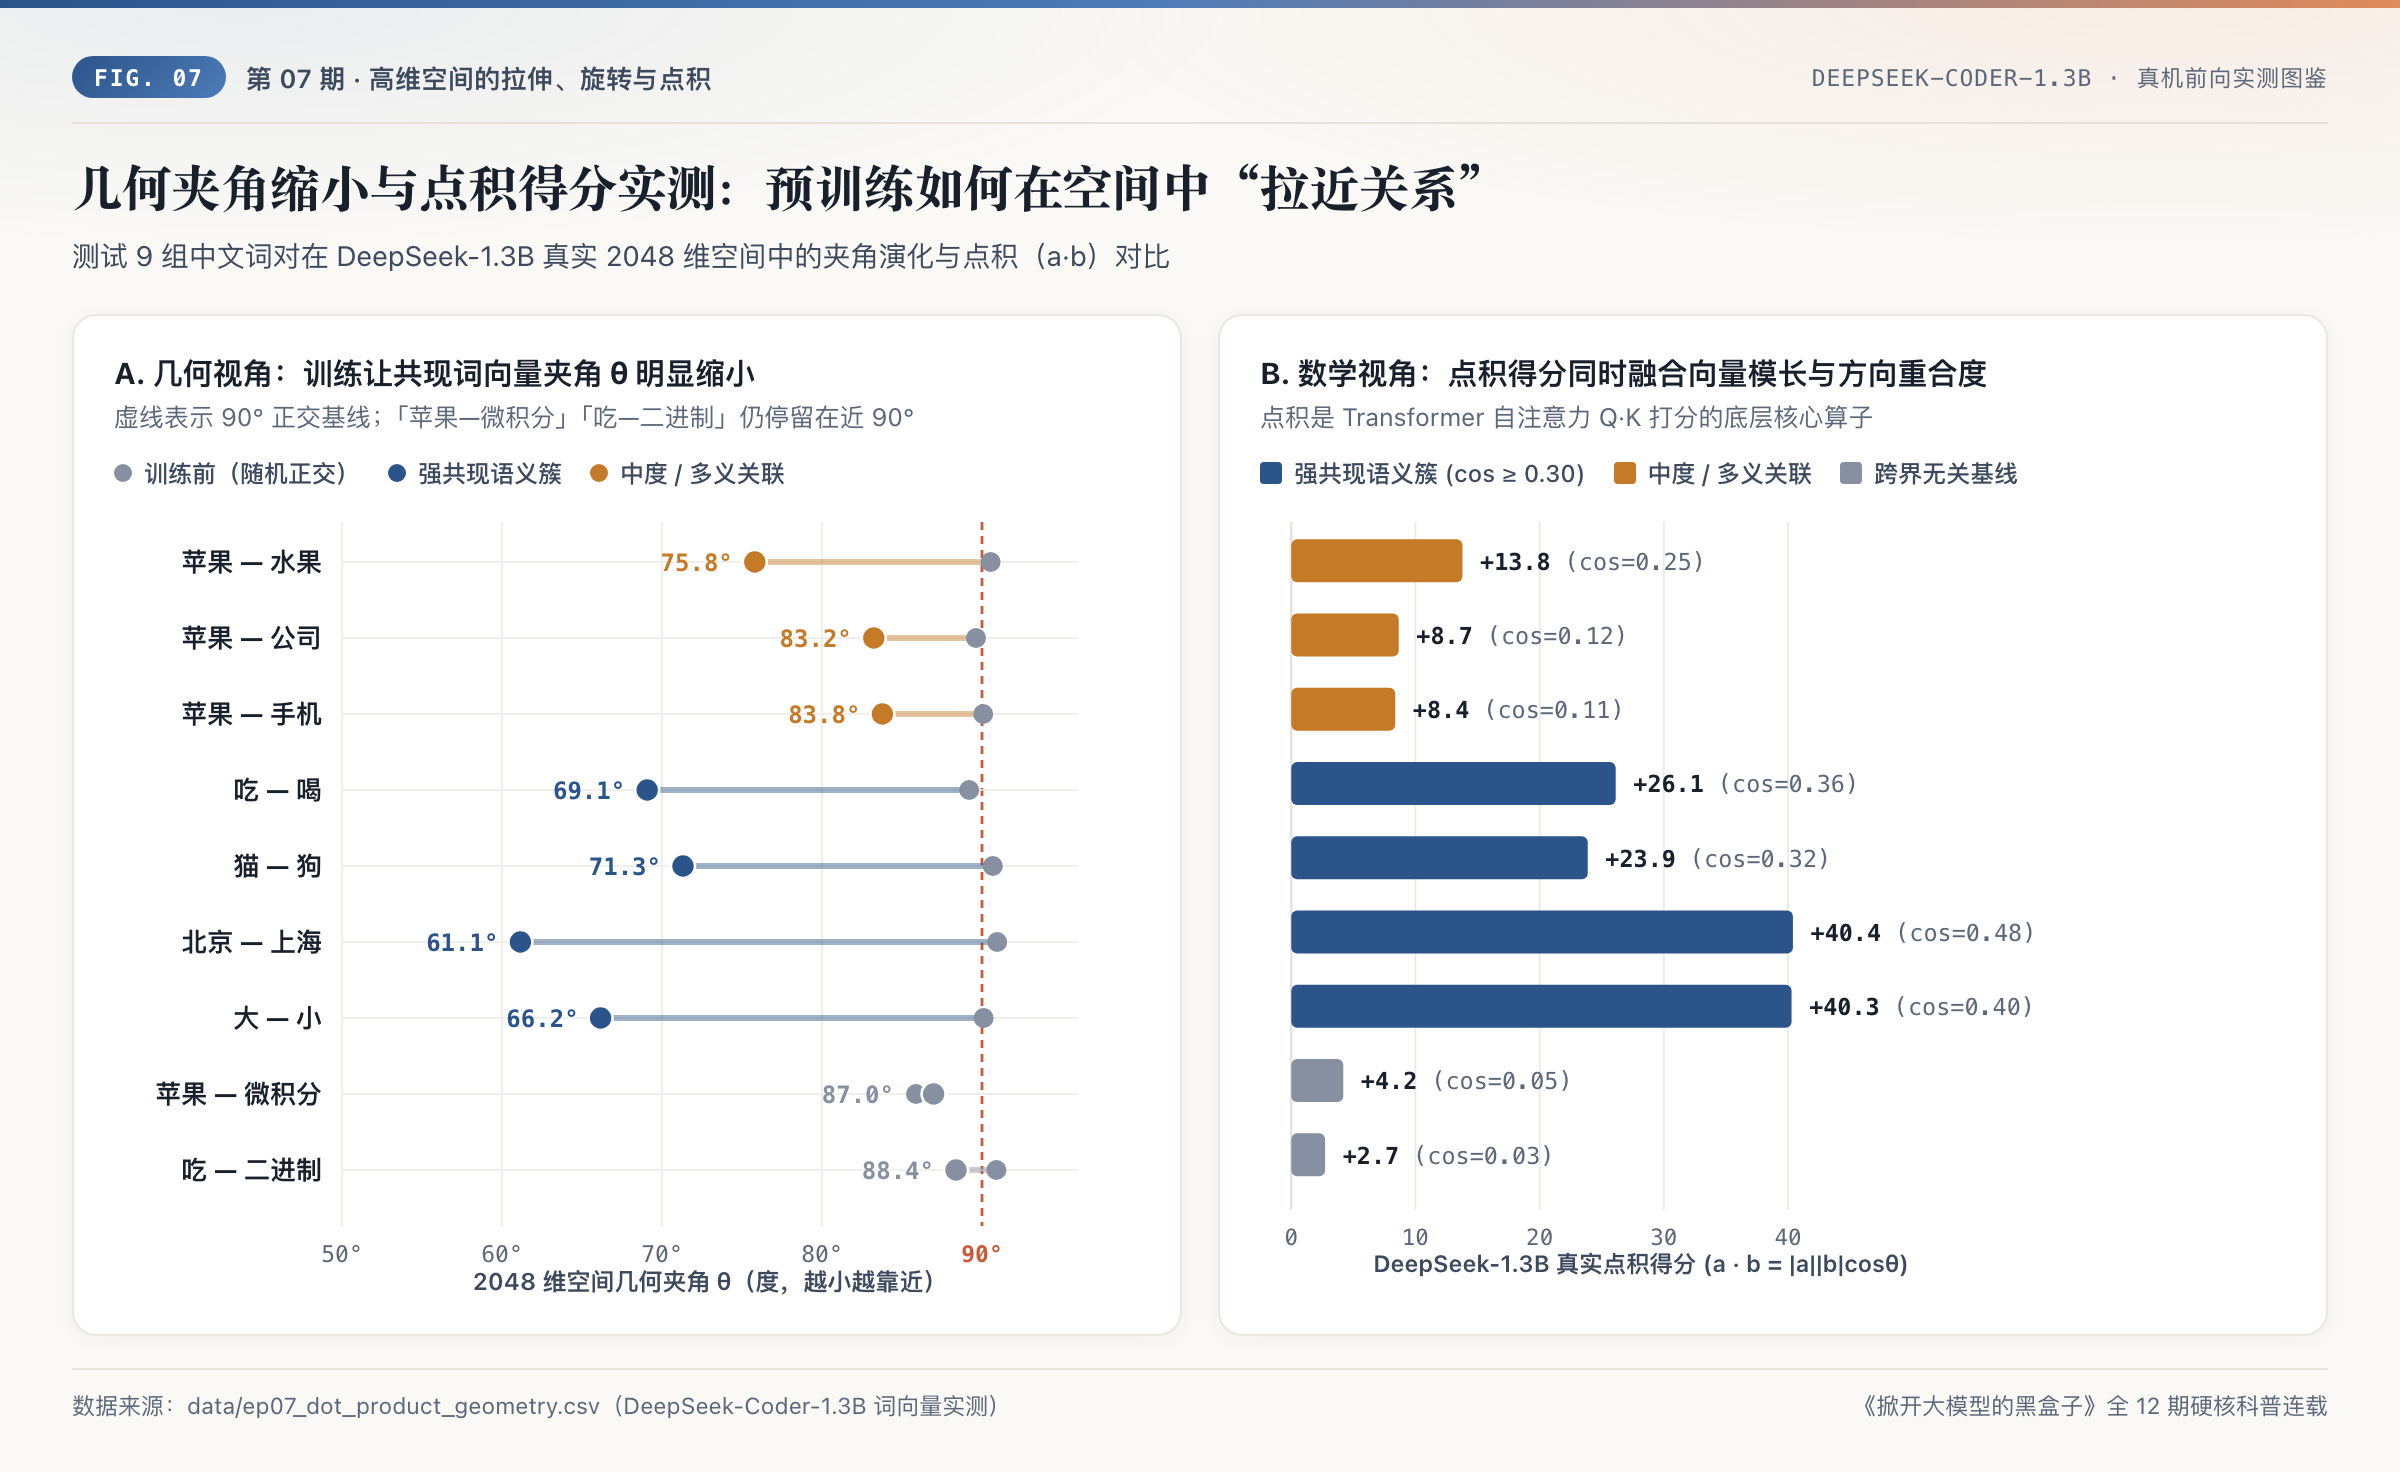 FIG. 07 第 07 期 · 高维空间的拉伸、旋转与点积
DEEPSEEK-CODER-1.3B · 真机前向实测图鉴
几何夹角缩小与点积得分实测：预训练如何在空间中“拉近关系”
测试 9 组中文词对在 DeepSeek-1.3B 真实 2048 维空间中的夹角演化与点积（a·b）对比
A. 几何视角：训练让共现词向量夹角 θ 明显缩小
虚线表示 90° 正交基线；「苹果—微积分」「吃—二进制」仍停留在近 90°
训练前（随机正交） 强共现语义簇 中度 / 多义关联
苹果 — 水果 75.8°
苹果 — 公司 83.2°
苹果 — 手机 83.8°
吃 — 喝 69.1°
猫 — 狗 71.3°
北京 — 上海 61.1°
大 — 小 66.2°
苹果 — 微积分 87.0°
吃 — 二进制 88.4°
50° 60° 70° 80° 90°
2048 维空间几何夹角 θ（度，越小越靠近）
B. 数学视角：点积得分同时融合向量模长与方向重合度
点积是 Transformer 自注意力 Q·K 打分的底层核心算子
强共现语义簇 (cos ≥ 0.30) 中度 / 多义关联 跨界无关基线
+13.8 (cos=0.25)
+8.7 (cos=0.12)
+8.4 (cos=0.11)
+26.1 (cos=0.36)
+23.9 (cos=0.32)
+40.4 (cos=0.48)
+40.3 (cos=0.40)
+4.2 (cos=0.05)
+2.7 (cos=0.03)
0 10 20 30 40
DeepSeek-1.3B 真实点积得分 (a · b = |a||b|cosθ)
数据来源：data/ep07_dot_product_geometry.csv（DeepSeek-Coder-1.3B 词向量实测）
《掀开大模型的黑盒子》全 12 期硬核科普连载